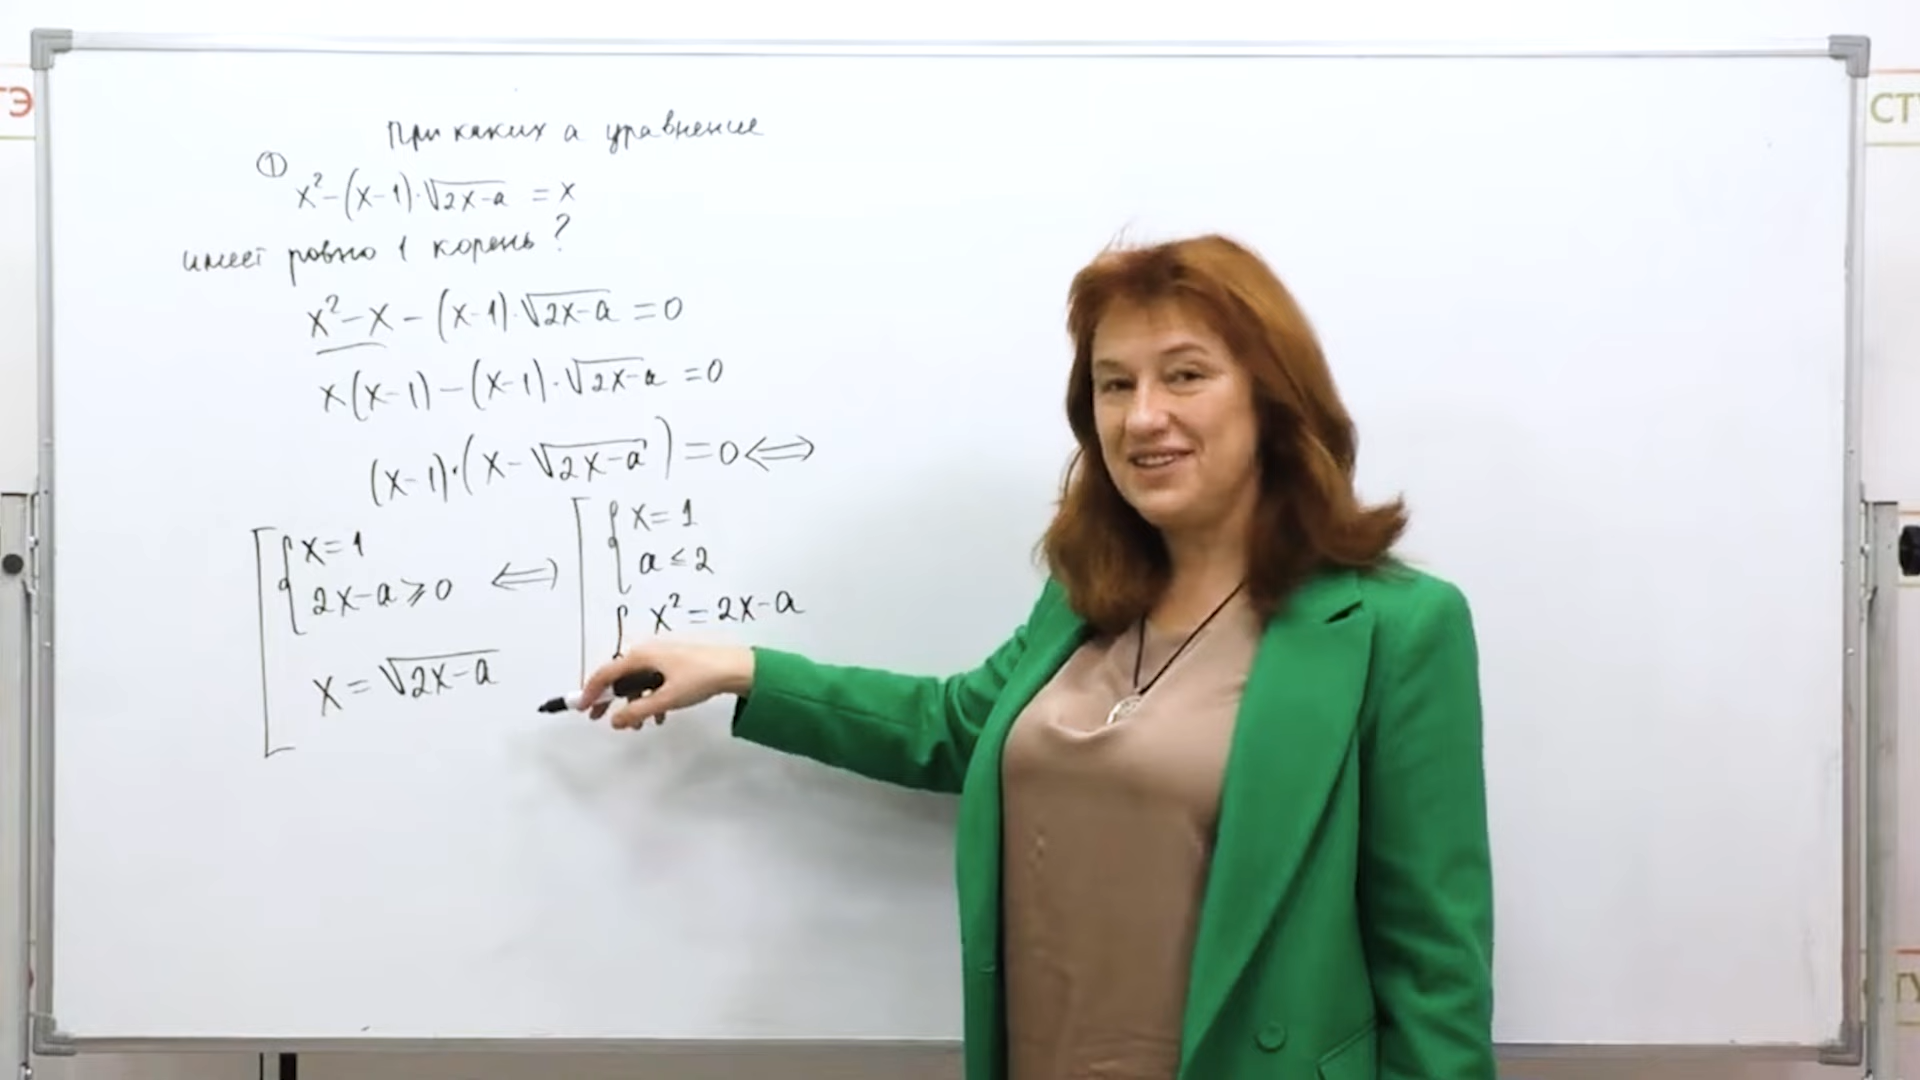 При каких a уравнение
① x² - (x-1)·√(2x-a) = x
имеет ровно 1 корень?
x² - x - (x-1)·√(2x-a) = 0
x(x-1) - (x-1)·√(2x-a) = 0
(x-1)·(x - √(2x-a)) = 0 ⇔
[ { x = 1
2x-a ≥ 0
x = √(2x-a)
⇔
[ { x = 1
a ≤ 2
{ x² = 2x-a